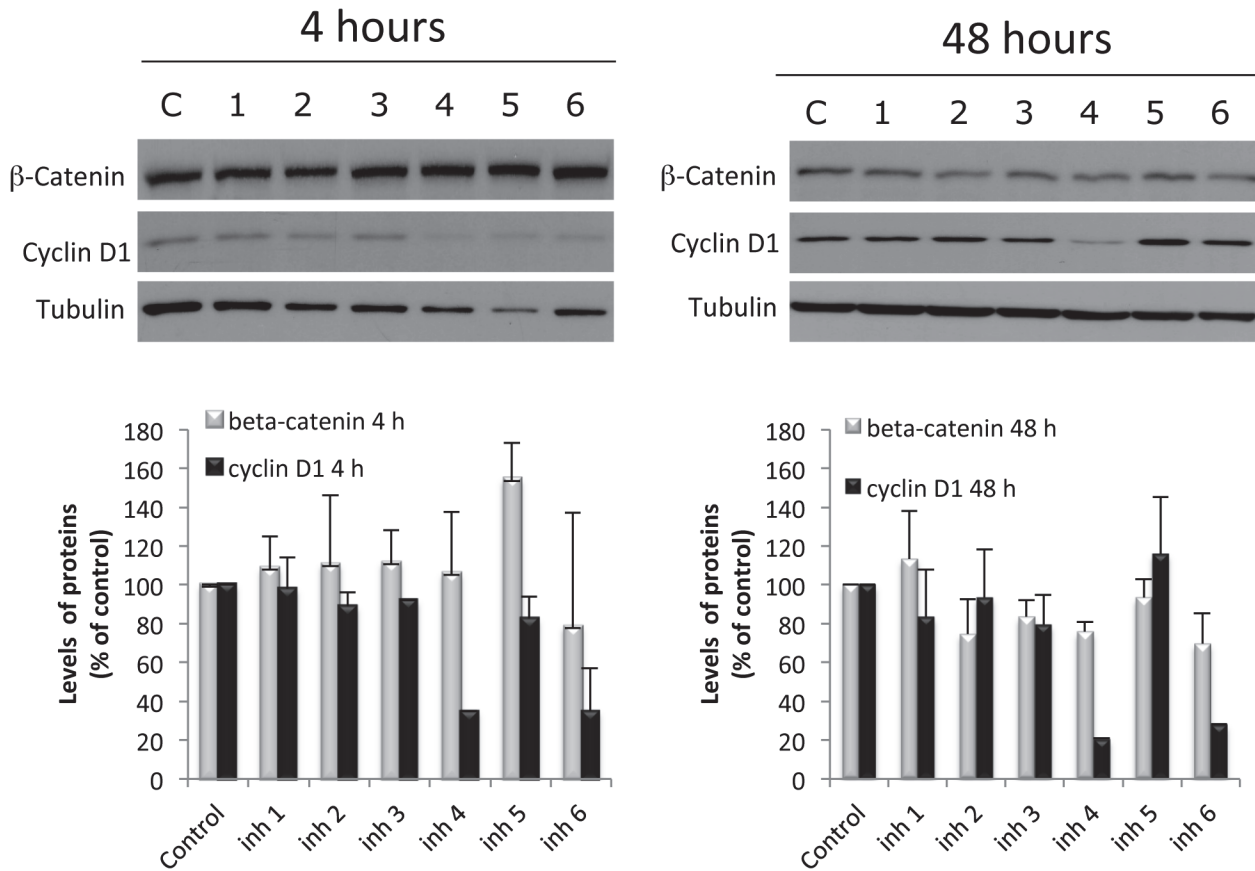 4 hours
C 1 2 3 4 5 6
β-Catenin
Cyclin D1
Tubulin
48 hours
C 1 2 3 4 5 6
β-Catenin
Cyclin D1
Tubulin
beta-catenin 4 h
cyclin D1 4 h
Levels of proteins
(% of control)
180
160
140
120
100
80
60
40
20
0
Control inh 1 inh 2 inh 3 inh 4 inh 5 inh 6
beta-catenin 48 h
cyclin D1 48 h
Levels of proteins
(% of control)
180
160
140
120
100
80
60
40
20
0
Control inh 1 inh 2 inh 3 inh 4 inh 5 inh 6